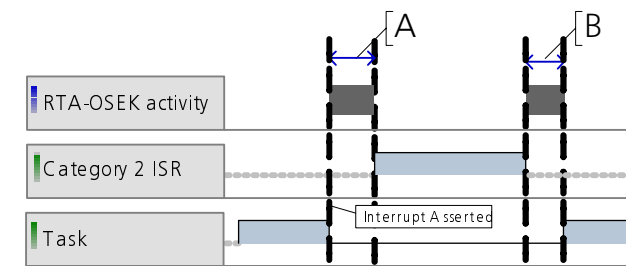 A
B
RTA-OSEK activity
Category 2 ISR
Interrupt Asserted
Task